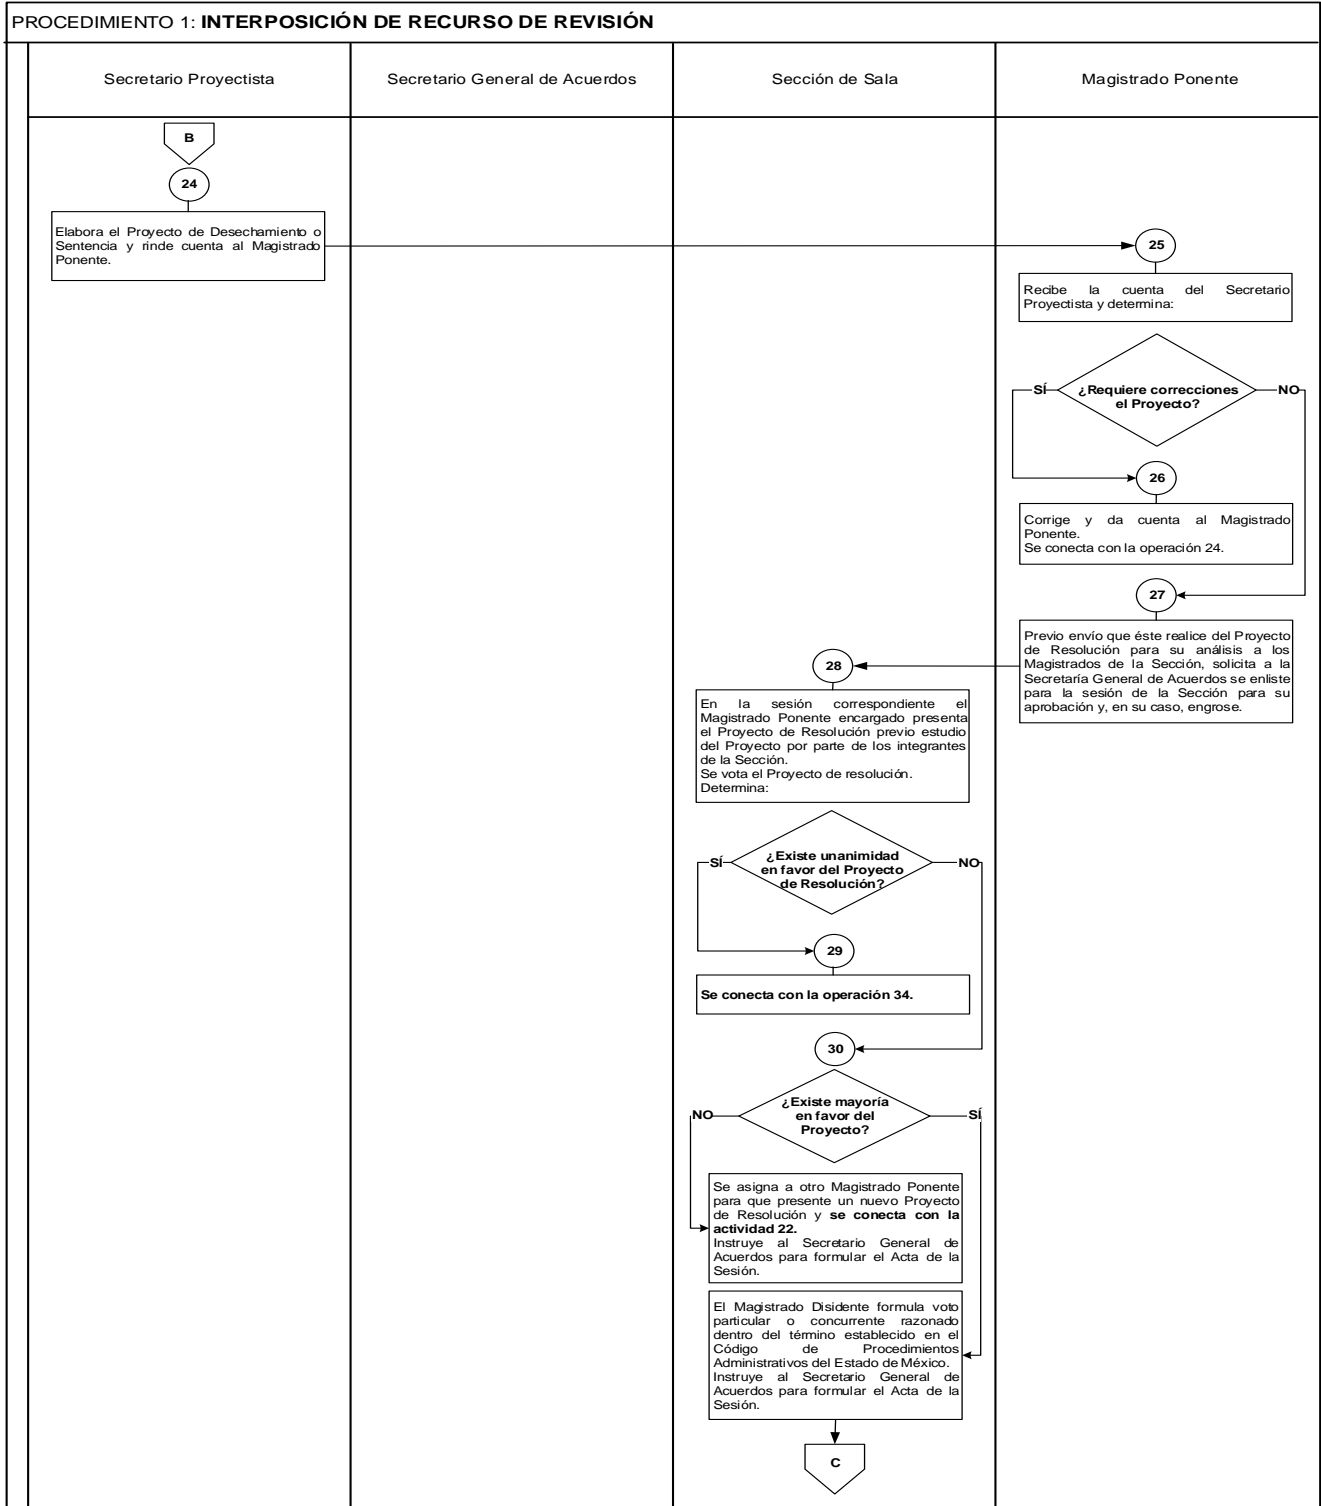 PROCEDIMIENTO 1: INTERPOSICIÓN DE RECURSO DE REVISIÓN
Secretario Proyectista
Secretario General de Acuerdos
Sección de Sala
Magistrado Ponente
B
24
Elabora el Proyecto de Desechamiento o
Sentencia y rinde cuenta al Magistrado
Ponente.
25
Recibe la cuenta del Secretario
Proyectista y determina:
SÍ
¿Requiere correcciones
el Proyecto?
NO
26
Corrige y da cuenta al Magistrado
Ponente.
Se conecta con la operación 24.
27
Previo envío que éste realice del Proyecto
de Resolución para su análisis a los
Magistrados de la Sección, solicita a la
Secretaría General de Acuerdos se enliste
para la sesión de la Sección para su
aprobación y, en su caso, engrose.
28
En la sesión correspondiente el
Magistrado Ponente encargado presenta
el Proyecto de Resolución previo estudio
del Proyecto por parte de los integrantes
de la Sección.
Se vota el Proyecto de resolución.
Determina:
SÍ
¿Existe unanimidad
en favor del Proyecto
de Resolución?
NO
29
Se conecta con la operación 34.
30
NO
¿Existe mayoría
en favor del
Proyecto?
SÍ
Se asigna a otro Magistrado Ponente
para que presente un nuevo Proyecto
de Resolución y se conecta con la
actividad 22.
Instruye al Secretario General de
Acuerdos para formular el Acta de la
Sesión.
El Magistrado Disidente formula voto
particular o concurrente razonado
dentro del término establecido en el
Código de Procedimientos
Administrativos del Estado de México.
Instruye al Secretario General de
Acuerdos para formular el Acta de la
Sesión.
C